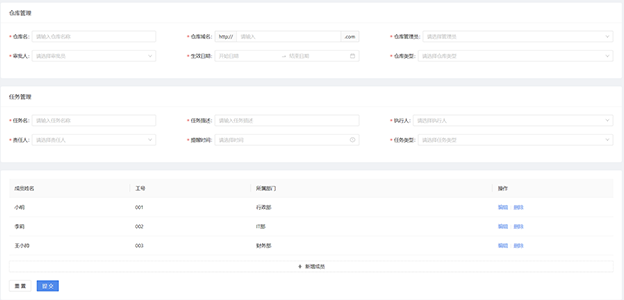 仓库管理
* 仓库名: 请输入仓库名称
* 仓库域名: http:// 请输入 .com
* 仓库管理员: 请选择管理员
* 审批人: 请选择审批员
* 生效日期: 开始日期 → 结束日期
* 仓库类型: 请选择仓库类型
任务管理
* 任务名: 请输入任务名称
* 任务描述: 请输入任务描述
* 执行人: 请选择执行人
* 责任人: 请选择责任人
* 提醒时间: 请选择时间
* 任务类型: 请选择任务类型
成员姓名 工号 所属部门 操作
小明 001 行政部 编辑 删除
李莉 002 IT部 编辑 删除
王小帅 003 财务部 编辑 删除
+ 新增成员
重 置 提 交